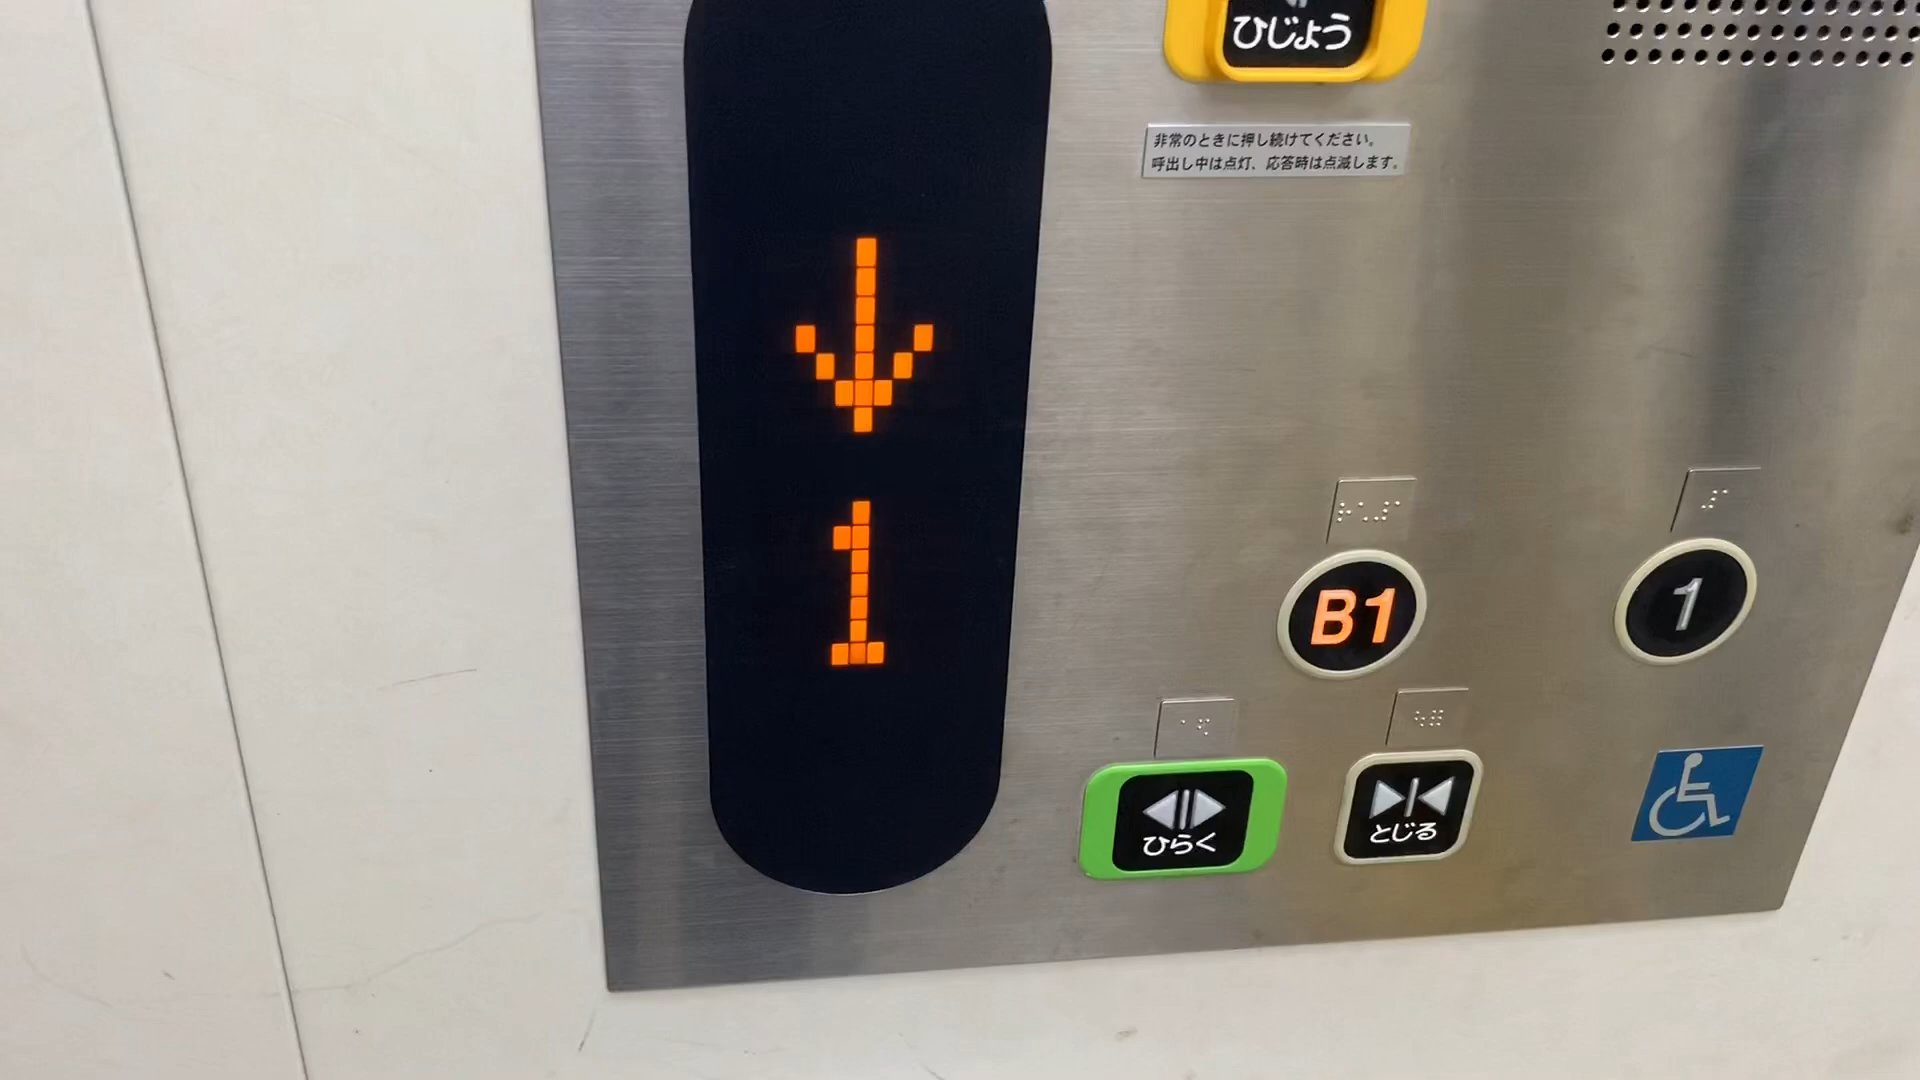 ひじょう
非常のときに押し続けてください。
呼出し中は点灯、応答時は点滅します。
1
B1
1
ひらく
とじる